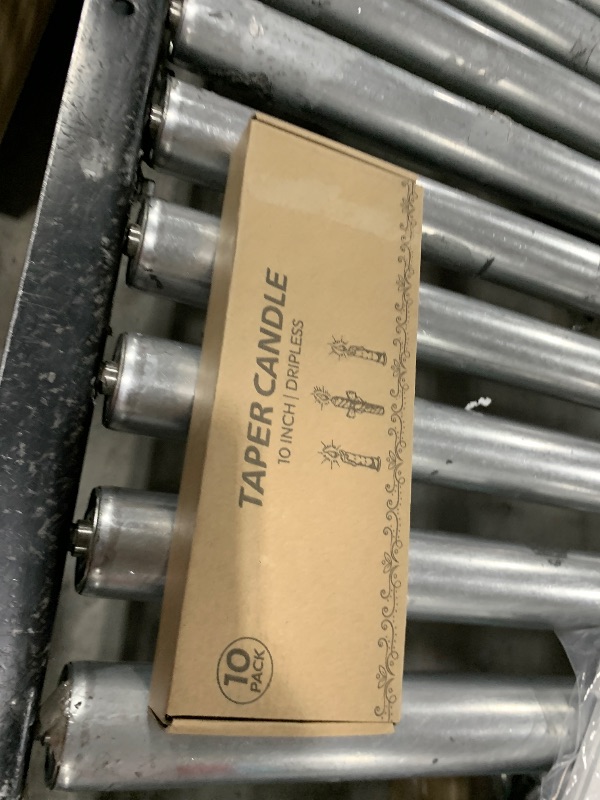 TAPER CANDLE
10 INCH | DRIPLESS
10
PACK